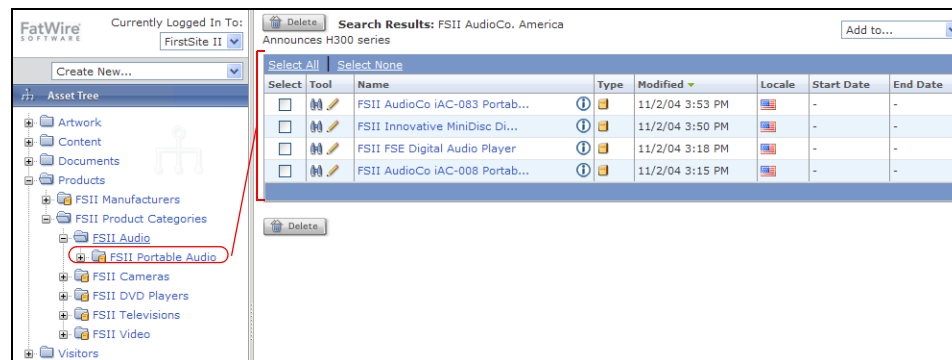 FatWire
SOFTWARE
Currently Logged In To:
FirstSite II
Create New...
Asset Tree
Artwork
Content
Documents
Products
FSII Manufacturers
FSII Product Categories
FSII Audio
FSII Portable Audio
FSII Cameras
FSII DVD Players
FSII Televisions
FSII Video
Visitors
Delete Search Results: FSII AudioCo. America
Announces H300 series
Add to...
Select All Select None
Select Tool Name Type Modified Locale Start Date End Date
FSII AudioCo iAC-083 Portab... 11/2/04 3:53 PM - -
FSII Innovative MiniDisc Di... 11/2/04 3:50 PM - -
FSII FSE Digital Audio Player 11/2/04 3:18 PM - -
FSII AudioCo iAC-008 Portab... 11/2/04 3:15 PM - -
Delete